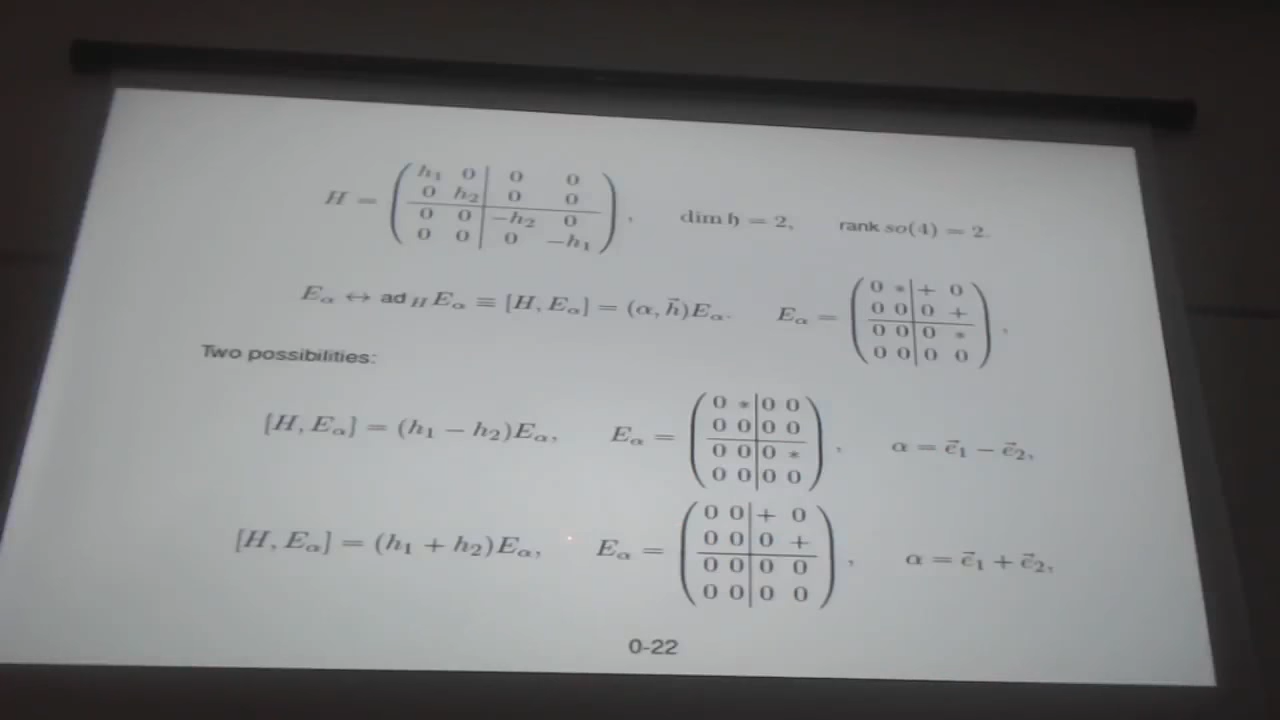 H = ( h₁ 0 | 0 0 ; 0 h₂ | 0 0 ; 0 0 | −h₂ 0 ; 0 0 | 0 −h₁ ), dim 𝔥 = 2, rank so(4) = 2.
E_α ↔ ad_H E_α ≡ [H, E_α] = (α, h⃗)E_α. E_α = ( 0 * | + 0 ; 0 0 | 0 + ; 0 0 | 0 * ; 0 0 | 0 0 ).
Two possibilities:
[H, E_α] = (h₁ − h₂)E_α, E_α = ( 0 * | 0 0 ; 0 0 | 0 0 ; 0 0 | 0 * ; 0 0 | 0 0 ), α = e⃗₁ − e⃗₂,
[H, E_α] = (h₁ + h₂)E_α, E_α = ( 0 0 | + 0 ; 0 0 | 0 + ; 0 0 | 0 0 ; 0 0 | 0 0 ), α = e⃗₁ + e⃗₂,
0-22